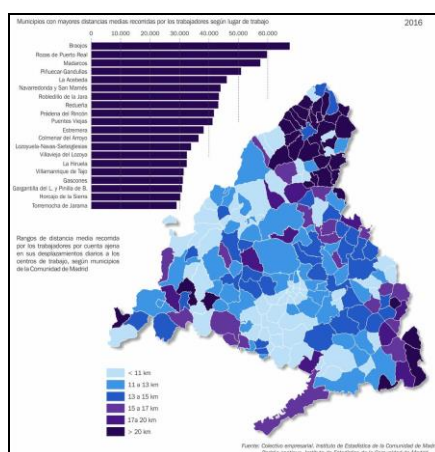 Municipios con mayores distancias medias recorridas por los trabajadores según lugar de trabajo
2016
0 10.000 20.000 30.000 40.000 50.000 60.000
Braojos
Rozas de Puerto Real
Madarcos
Piñuecar-Gandullas
La Acebeda
Navarredonda y San Mamés
Robledillo de la Jara
Redueña
Prádena del Rincón
Puentes Viejas
Estremera
Colmenar del Arroyo
Lozoyuela-Navas-Sieteiglesias
Villavieja del Lozoya
La Hiruela
Villamanrique de Tajo
Gascones
Gargantilla del L. y Pinilla de B.
Horcajo de la Sierra
Torremocha de Jarama
Rangos de distancia media recorrida
por los trabajadores por cuenta ajena
en sus desplazamientos diarios a los
centros de trabajo, según municipios
de la Comunidad de Madrid
< 11 km
11 a 13 km
13 a 15 km
15 a 17 km
17a 20 km
> 20 km
Fuente: Colectivo empresarial. Instituto de Estadística de la Comunidad de Mad